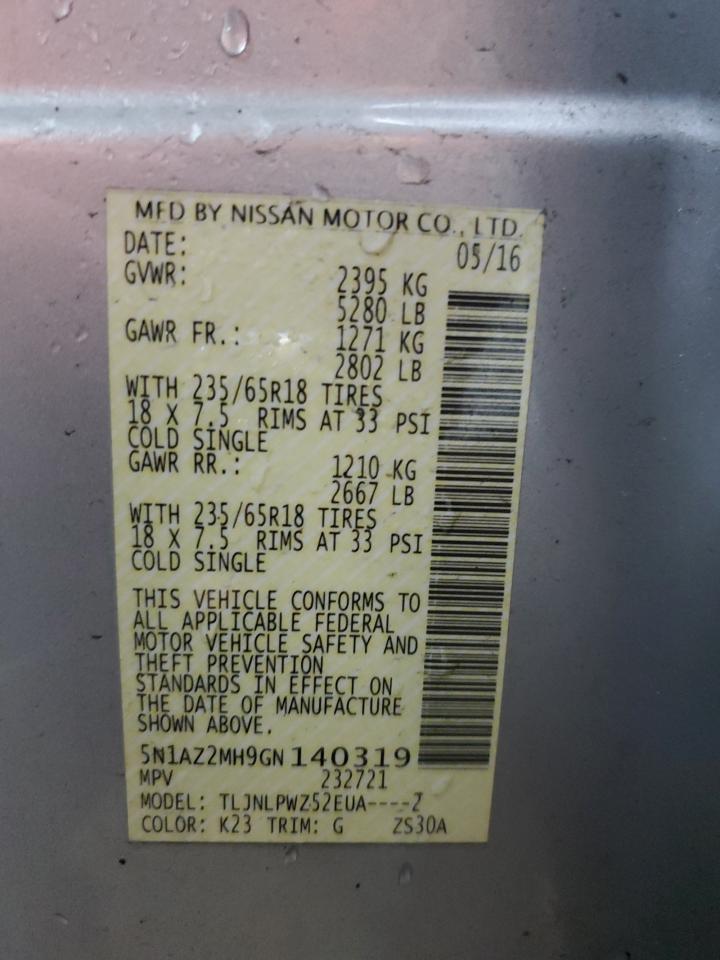 MFD BY NISSAN MOTOR CO., LTD.
DATE: 05/16
GVWR: 2395 KG
5280 LB
GAWR FR.: 1271 KG
2802 LB
WITH 235/65R18 TIRES
18 X 7.5 RIMS AT 33 PSI
COLD SINGLE
GAWR RR.: 1210 KG
2667 LB
WITH 235/65R18 TIRES
18 X 7.5 RIMS AT 33 PSI
COLD SINGLE
THIS VEHICLE CONFORMS TO
ALL APPLICABLE FEDERAL
MOTOR VEHICLE SAFETY AND
THEFT PREVENTION
STANDARDS IN EFFECT ON
THE DATE OF MANUFACTURE
SHOWN ABOVE.
5N1AZ2MH9GN140319
MPV 232721
MODEL: TLJNLPWZ52EUA----Z
COLOR: K23 TRIM: G ZS30A